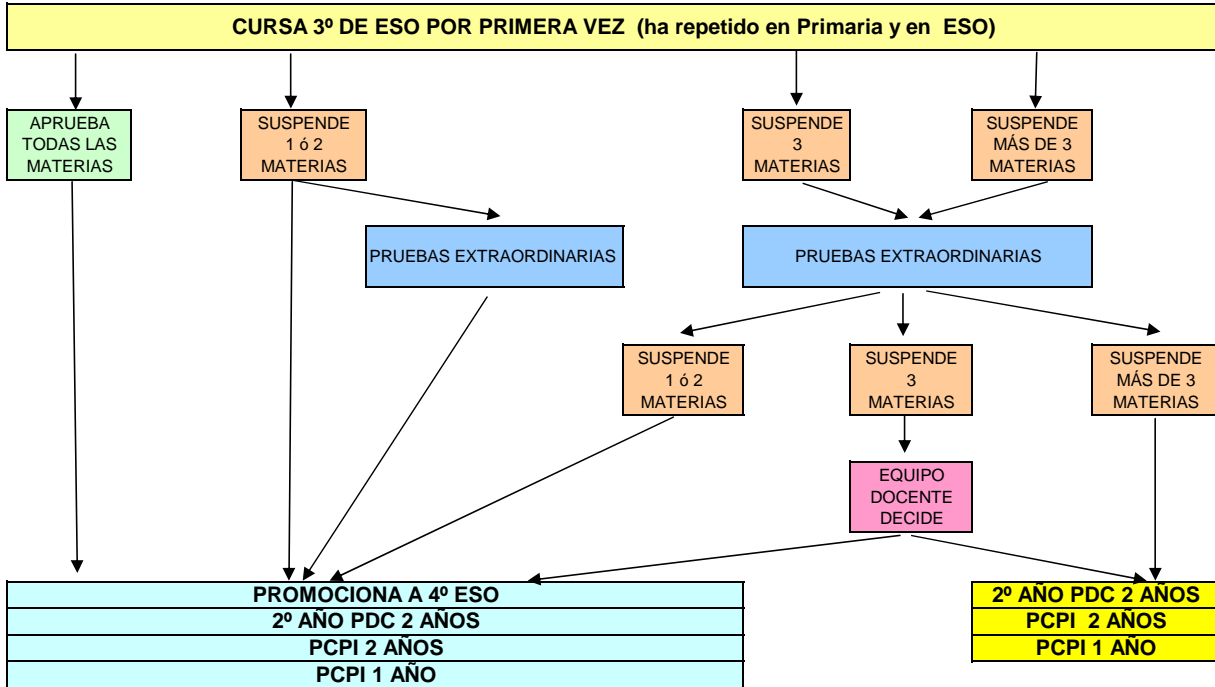 CURSA 3º DE ESO POR PRIMERA VEZ (ha repetido en Primaria y en ESO)
APRUEBA
TODAS LAS
MATERIAS
SUSPENDE
1 ó 2
MATERIAS
SUSPENDE
3
MATERIAS
SUSPENDE
MÁS DE 3
MATERIAS
PRUEBAS EXTRAORDINARIAS
PRUEBAS EXTRAORDINARIAS
SUSPENDE
1 ó 2
MATERIAS
SUSPENDE
3
MATERIAS
SUSPENDE
MÁS DE 3
MATERIAS
EQUIPO
DOCENTE
DECIDE
PROMOCIONA A 4º ESO
2º AÑO PDC 2 AÑOS
PCPI 2 AÑOS
PCPI 1 AÑO
2º AÑO PDC 2 AÑOS
PCPI 2 AÑOS
PCPI 1 AÑO